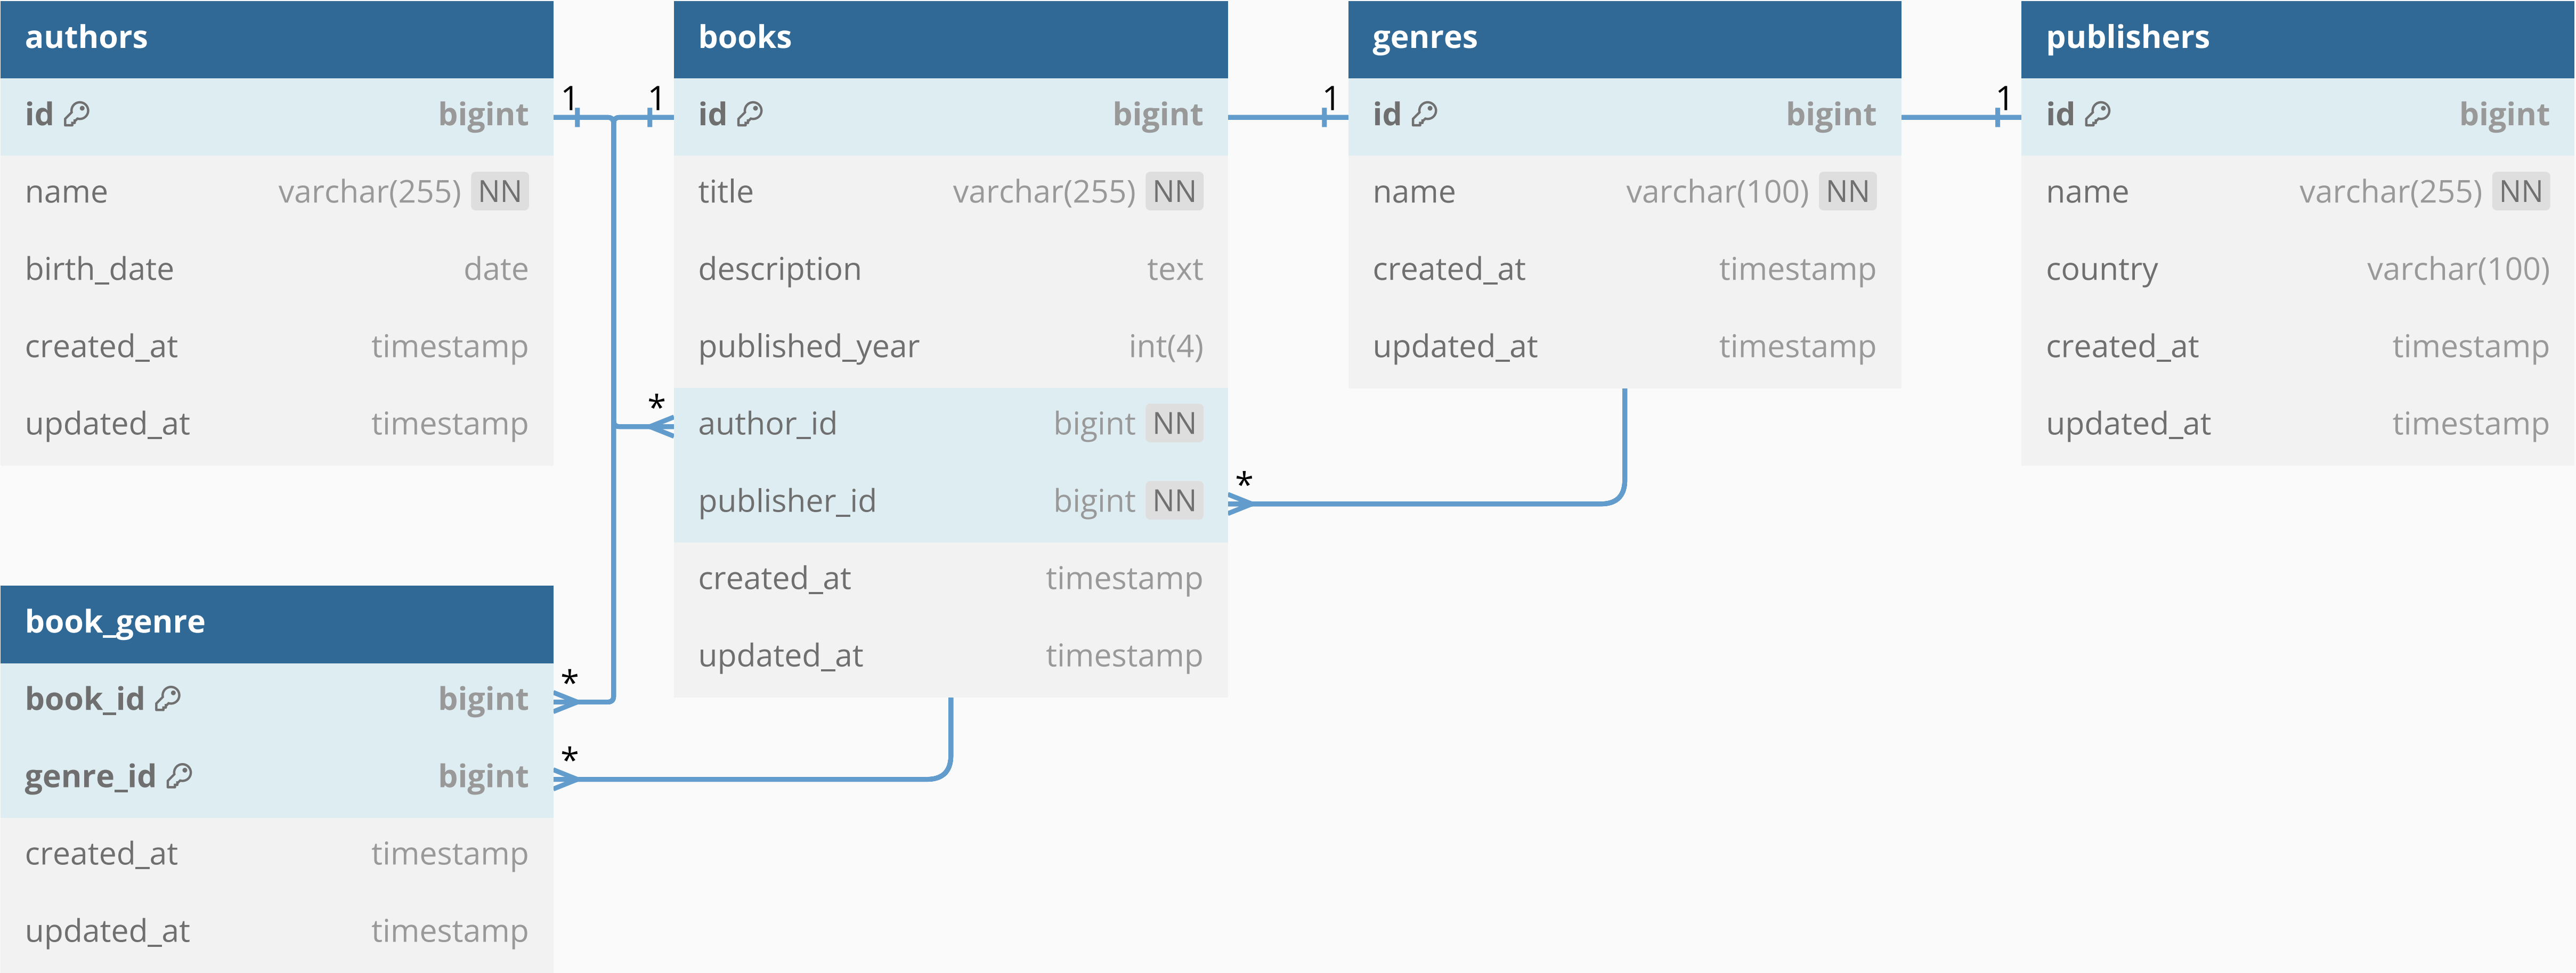 authors
id bigint
name varchar(255) NN
birth_date date
created_at timestamp
updated_at timestamp
1
1
*
books
id bigint
title varchar(255) NN
description text
published_year int(4)
author_id bigint NN
publisher_id bigint NN
created_at timestamp
updated_at timestamp
*
1
genres
id bigint
name varchar(100) NN
created_at timestamp
updated_at timestamp
1
publishers
id bigint
name varchar(255) NN
country varchar(100)
created_at timestamp
updated_at timestamp
book_genre
book_id bigint
*
genre_id bigint
*
created_at timestamp
updated_at timestamp